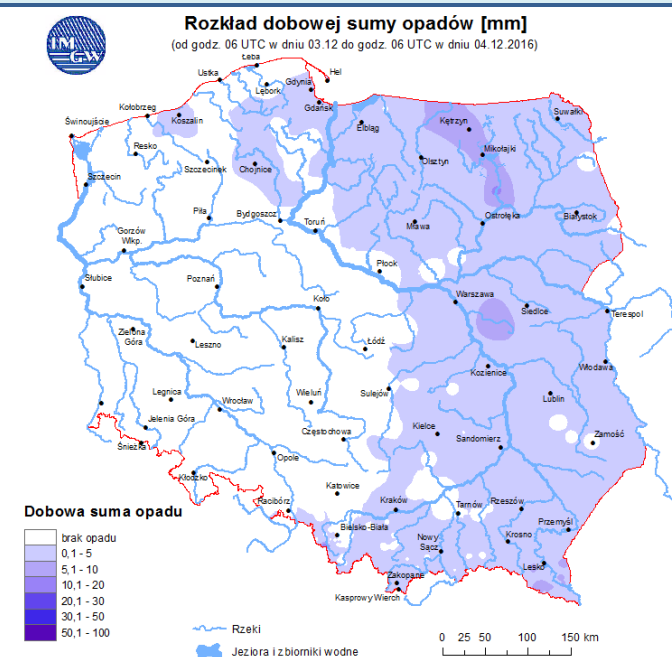 IMGW
Rozkład dobowej sumy opadów [mm]
(od godz. 06 UTC w dniu 03.12 do godz. 06 UTC w dniu 04.12.2016)
Łeba
Hel
Ustka
Gdynia
Lębork
Gdańsk
Kołobrzeg
Koszalin
Suwałki
Świnoujście
Elbląg
Kętrzyn
Resko
Mikołajki
Szczecinek
Chojnice
Olsztyn
Szczecin
Piła
Bydgoszcz
Ostrołęka
Białystok
Toruń
Mława
Gorzów
Wlkp.
Płock
Słubice
Poznań
Koło
Warszawa
Siedlce
Terespol
Zielona
Góra
Leszno
Kalisz
Łódź
Kozienice
Włodawa
Legnica
Wrocław
Wieluń
Sulejów
Lublin
Jelenia Góra
Kielce
Częstochowa
Sandomierz
Zamość
Śnieżka
Opole
Kłodzko
Katowice
Racibórz
Kraków
Tarnów
Rzeszów
Bielsko-Biała
Przemyśl
Nowy
Sącz
Krosno
Lesko
Zakopane
Kasprowy Wierch
Dobowa suma opadu
brak opadu
0,1 - 5
5,1 - 10
10,1 - 20
20,1 - 30
30,1 - 50
50,1 - 100
Rzeki
Jeziora i zbiorniki wodne
0 25 50 100 150 km